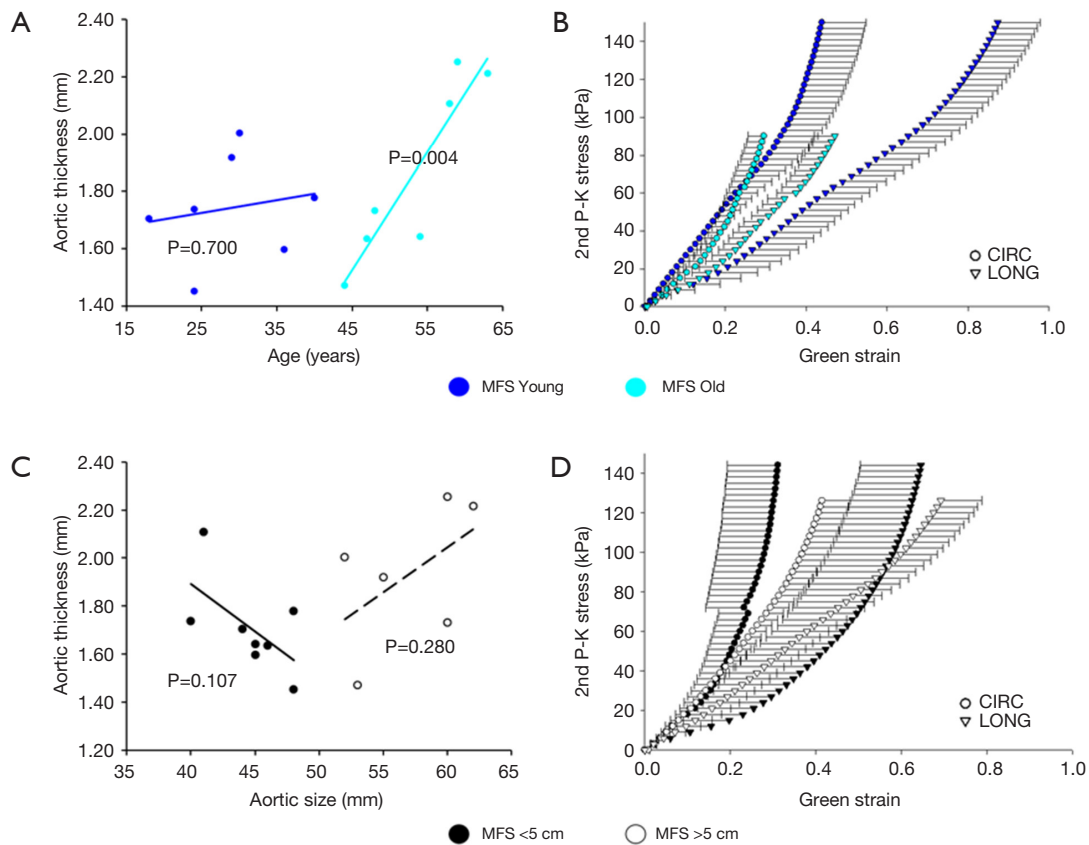 A
Aortic thickness (mm)
2.40
2.20
2.00
1.80
1.60
1.40
P=0.700
P=0.004
15 25 35 45 55 65
Age (years)
B
2nd P-K stress (kPa)
140
120
100
80
60
40
20
0
CIRC
LONG
0.0 0.2 0.4 0.6 0.8 1.0
Green strain
MFS Young MFS Old
C
Aortic thickness (mm)
2.40
2.20
2.00
1.80
1.60
1.40
1.20
P=0.107
P=0.280
35 40 45 50 55 60 65
Aortic size (mm)
D
2nd P-K stress (kPa)
140
120
100
80
60
40
20
0
CIRC
LONG
0.0 0.2 0.4 0.6 0.8 1.0
Green strain
MFS <5 cm MFS >5 cm